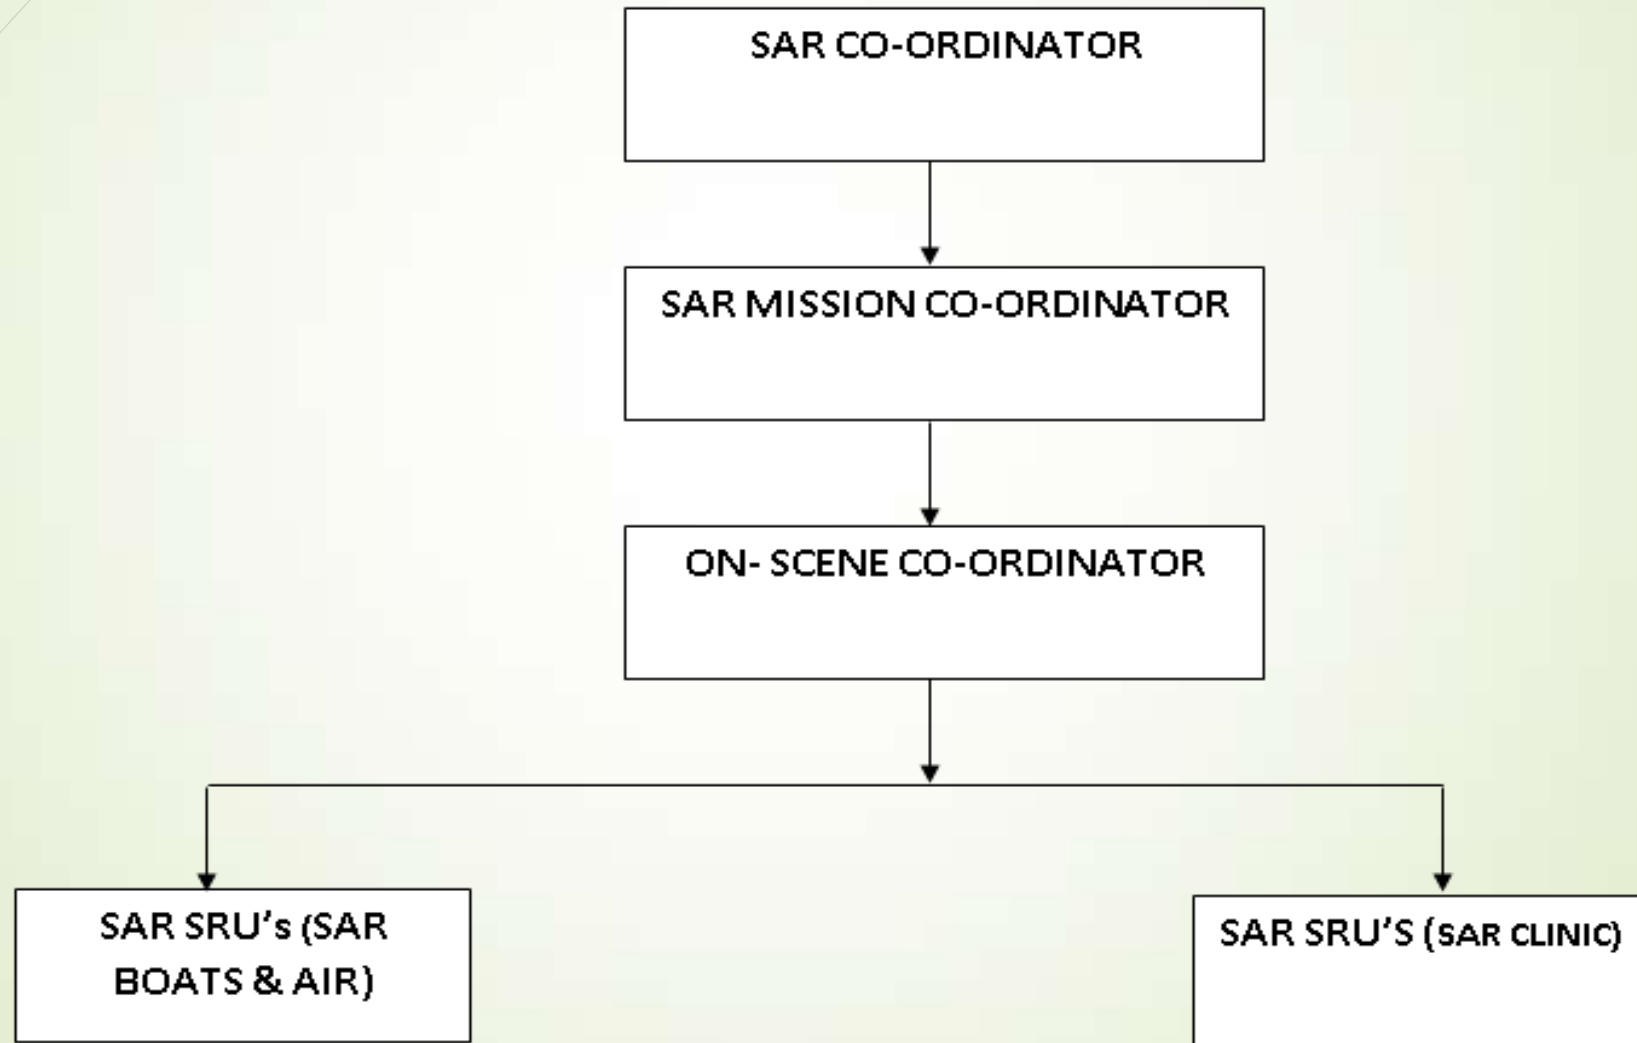 SAR CO-ORDINATOR
SAR MISSION CO-ORDINATOR
ON- SCENE CO-ORDINATOR
SAR SRU's (SAR
BOATS & AIR)
SAR SRU'S (SAR CLINIC)